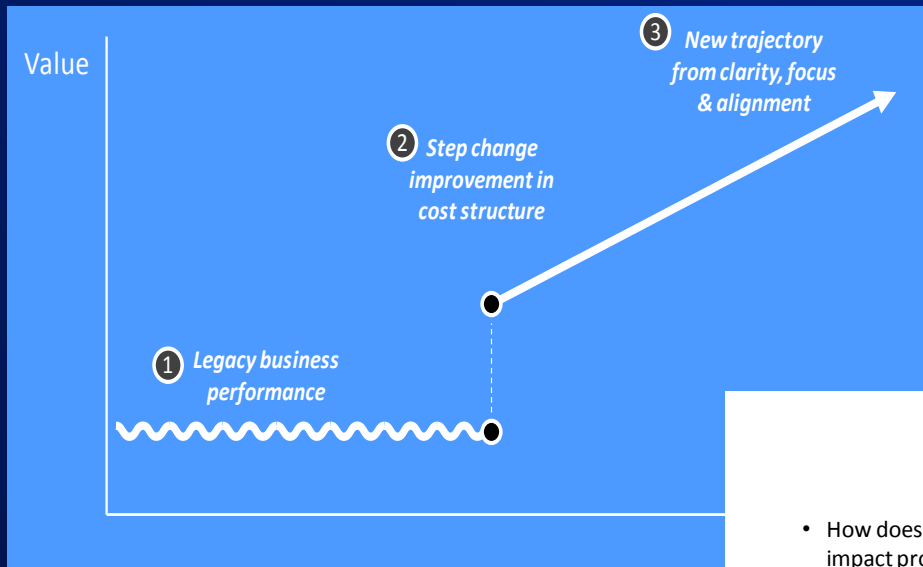 Value
3 New trajectory
from clarity, focus
& alignment
2 Step change
improvement in
cost structure
1 Legacy business
performance
• How does
impact